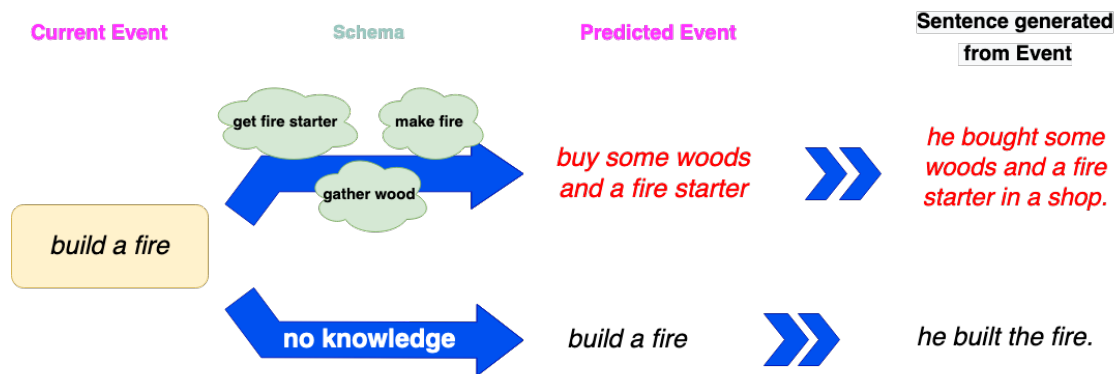 Current Event
Schema
Predicted Event
Sentence generated
from Event
get fire starter
make fire
gather wood
buy some woods
and a fire starter
he bought some
woods and a fire
starter in a shop.
build a fire
no knowledge
build a fire
he built the fire.